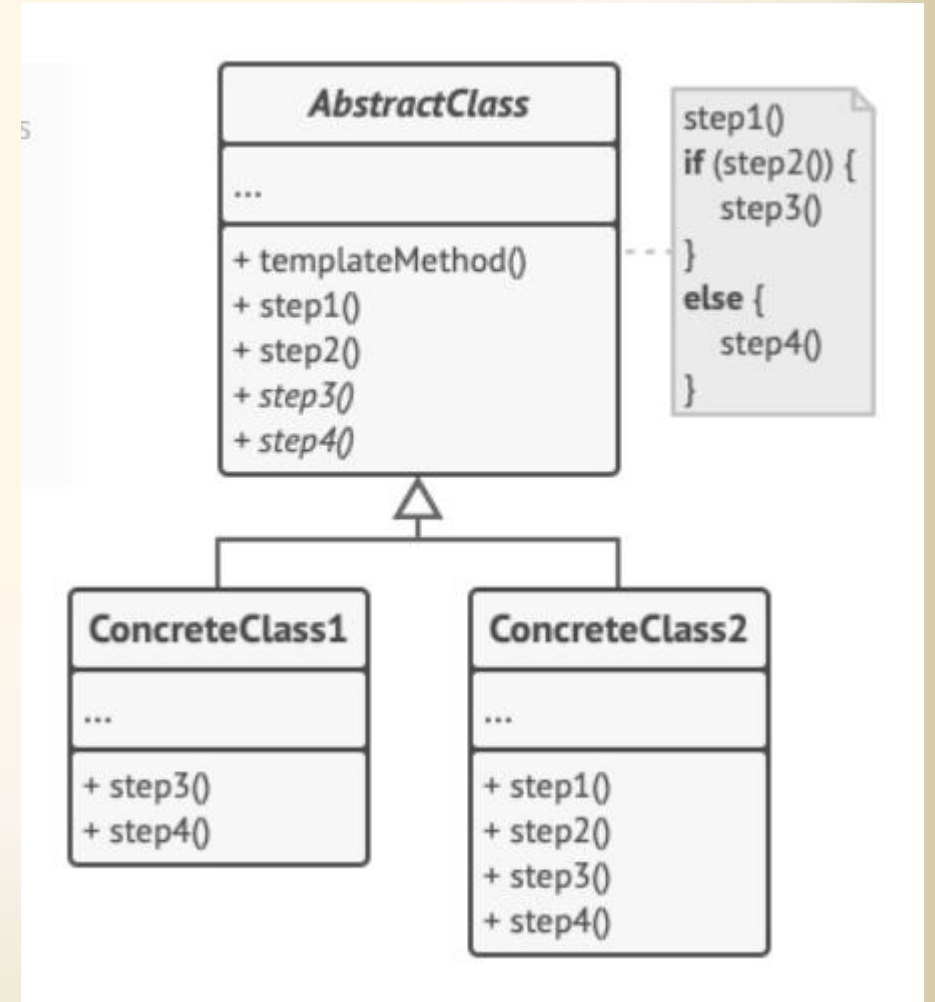 s
AbstractClass
...
+ templateMethod()
+ step1()
+ step2()
+ step3()
+ step4()
step1()
if (step2()) {
step3()
}
else {
step4()
}
ConcreteClass1
...
+ step3()
+ step4()
ConcreteClass2
...
+ step1()
+ step2()
+ step3()
+ step4()